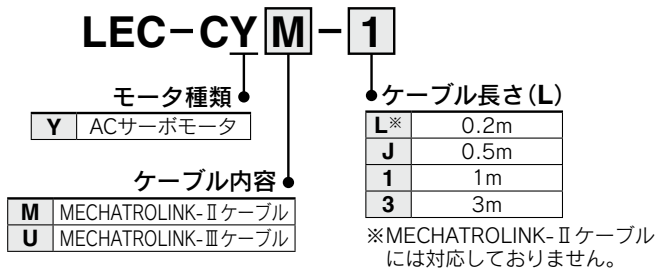 LEC-CYM-1
モータ種類
Y ACサーボモータ
ケーブル内容
M MECHATROLINK-Ⅱケーブル
U MECHATROLINK-Ⅲケーブル
ケーブル長さ(L)
L※ 0.2m
J 0.5m
1 1m
3 3m
※MECHATROLINK-Ⅱケーブル
には対応しておりません。